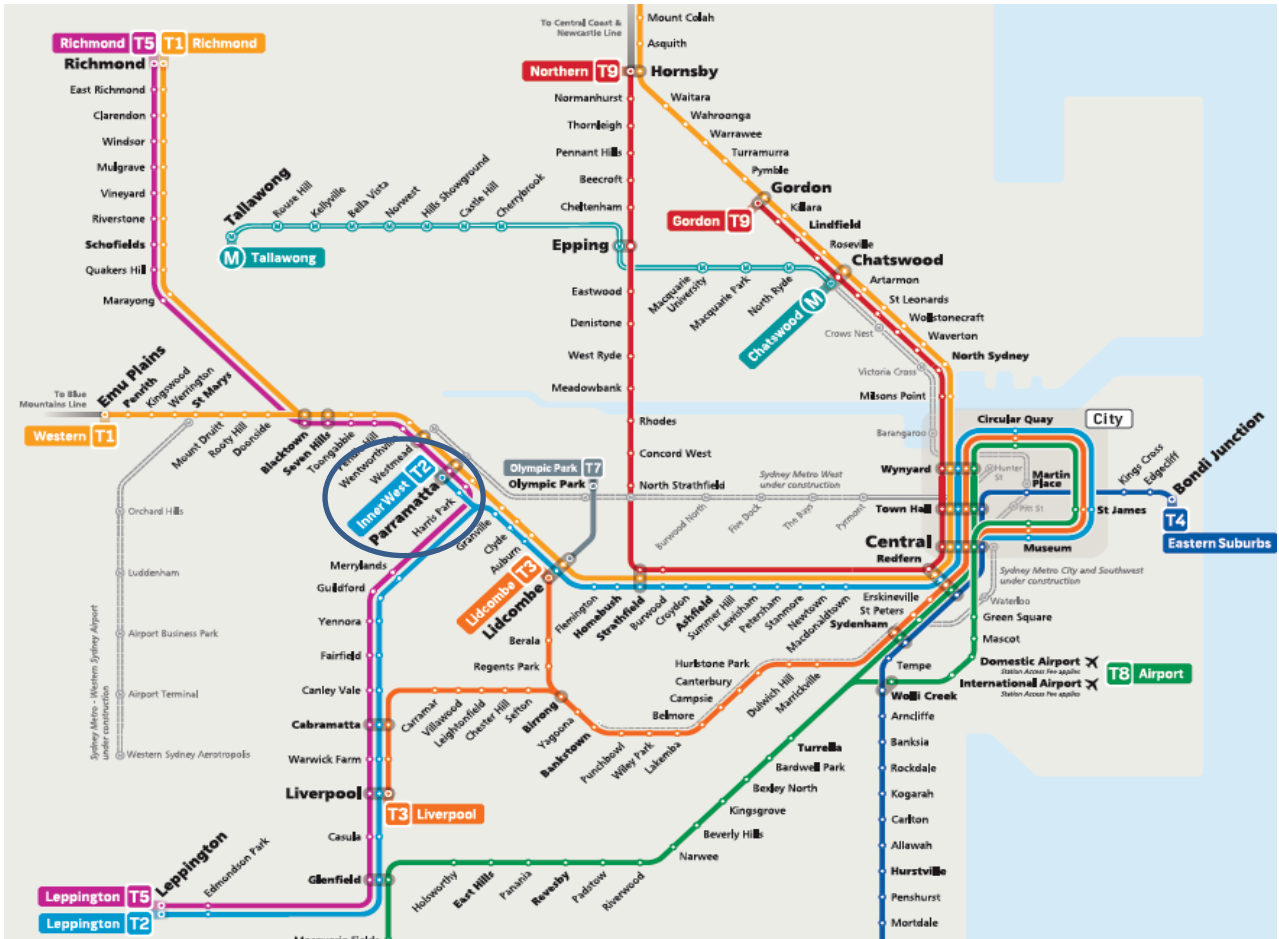 To Central Coast &
Newcastle Line
Mount Colah
Asquith
Richmond T5 T1 Richmond
Richmond
Northern T9 Hornsby
East Richmond
Clarendon
Windsor
Mulgrave
Vineyard
Riverstone
Schofields
Quakers Hill
Marayong
Normanhurst
Thornleigh
Pennant Hills
Beecroft
Cheltenham
Epping
Eastwood
Denistone
West Ryde
Meadowbank
Rhodes
Concord West
North Strathfield
Waitara
Wahroonga
Warrawee
Turramurra
Pymble
Gordon
Killara
Gordon T9
Lindfield
Roseville
Chatswood
Artarmon
St Leonards
Wollstonecraft
Waverton
North Sydney
Milsons Point
Tallawong
Rouse Hill
Kellyville
Bella Vista
Norwest
Hills Showground
Castle Hill
Cherrybrook
M Tallawong
Macquarie
University
Macquarie Park
North Ryde
Chatswood M
Crows Nest
Victoria Cross
Barangaroo
To Blue
Mountains Line
Emu Plains
Penrith
Kingswood
Werrington
St Marys
Western T1
Mount Druitt
Rooty Hill
Doonside
Blacktown
Seven Hills
Toongabbie
Pendle Hill
Wentworthville
Westmead
Inner West T2
Parramatta
Harris Park
Granville
Clyde
Auburn
Olympic Park T7
Olympic Park
Sydney Metro West
under construction
Burwood North
Five Dock
The Bays
Pyrmont
Circular Quay
City
Wynyard
Hunter
St
Martin
Place
Town Hall
Pitt St
St James
Central
Museum
Redfern
Kings Cross
Edgecliff
Bondi Junction
T4
Eastern Suburbs
Lidcombe T3
Lidcombe
Flemington
Homebush
Strathfield
Burwood
Croydon
Ashfield
Summer Hill
Lewisham
Petersham
Stanmore
Newtown
Macdonaldtown
Erskineville
St Peters
Sydenham
Sydney Metro City and Southwest
under construction
Waterloo
Green Square
Mascot
Domestic Airport
Station Access Fee applies
International Airport
Station Access Fee applies
T8 Airport
Tempe
Wolli Creek
Arncliffe
Banksia
Rockdale
Kogarah
Carlton
Allawah
Hurstville
Penshurst
Mortdale
Orchard Hills
Luddenham
Airport Business Park
Airport Terminal
Western Sydney Aerotropolis
Sydney Metro - Western Sydney Airport
under construction
Merrylands
Guildford
Yennora
Fairfield
Canley Vale
Cabramatta
Warwick Farm
Liverpool
Casula
Glenfield
T3 Liverpool
Berala
Regents Park
Birrong
Carramar
Villawood
Leightonfield
Chester Hill
Sefton
Yagoona
Bankstown
Punchbowl
Wiley Park
Lakemba
Belmore
Campsie
Canterbury
Hurlstone Park
Dulwich Hill
Marrickville
Turrella
Bardwell Park
Bexley North
Kingsgrove
Beverly Hills
Narwee
Riverwood
Padstow
Revesby
Panania
East Hills
Holsworthy
Leppington
Edmondson Park
Leppington T5
Leppington T2